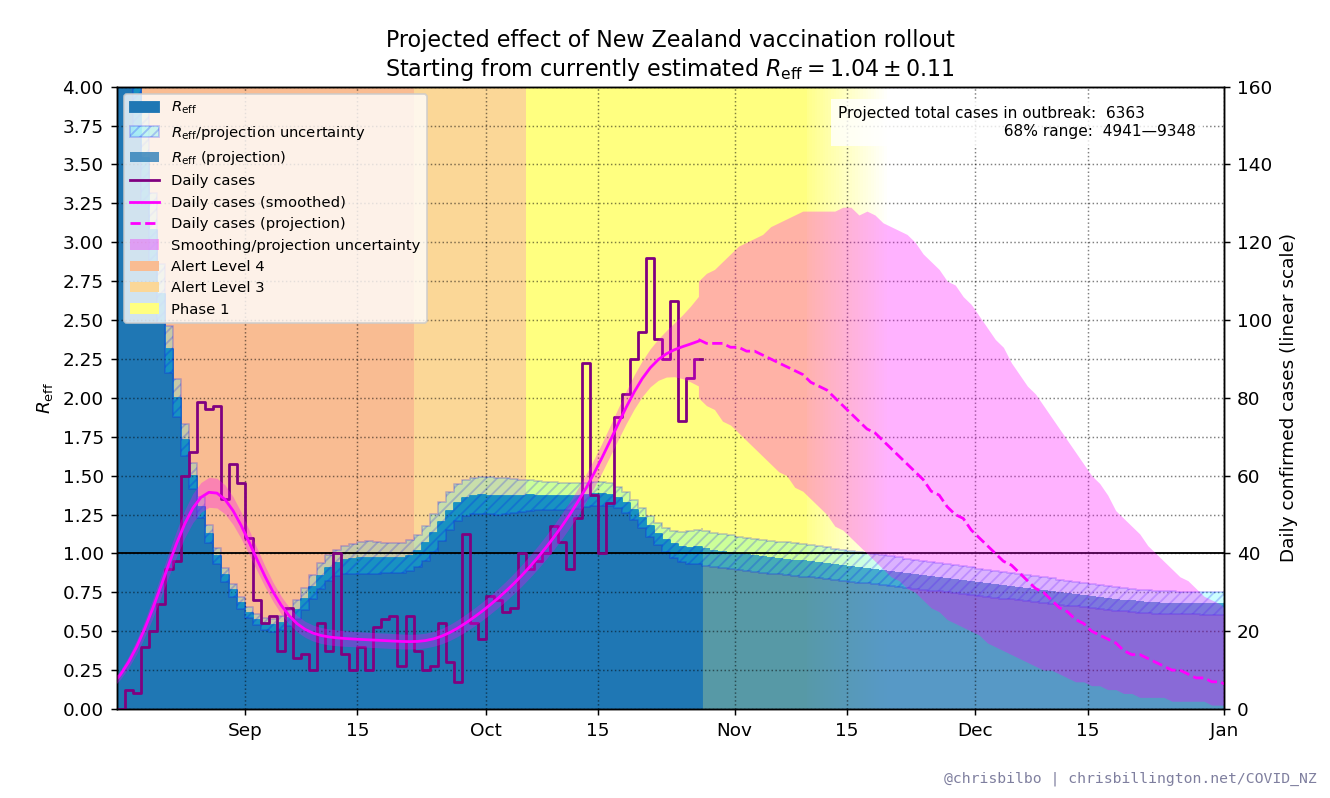 Projected effect of New Zealand vaccination rollout
Starting from currently estimated R_eff = 1.04 ± 0.11
4.00
3.75
3.50
3.25
3.00
2.75
2.50
2.25
2.00
1.75
1.50
1.25
1.00
0.75
0.50
0.25
0.00
R_eff
R_eff
R_eff/projection uncertainty
R_eff (projection)
Daily cases
Daily cases (smoothed)
Daily cases (projection)
Smoothing/projection uncertainty
Alert Level 4
Alert Level 3
Phase 1
Projected total cases in outbreak: 6363
68% range: 4941—9348
160
140
120
100
80
60
40
20
0
Daily confirmed cases (linear scale)
Sep 15 Oct 15 Nov 15 Dec 15 Jan
@chrisbilbo | chrisbillington.net/COVID_NZ